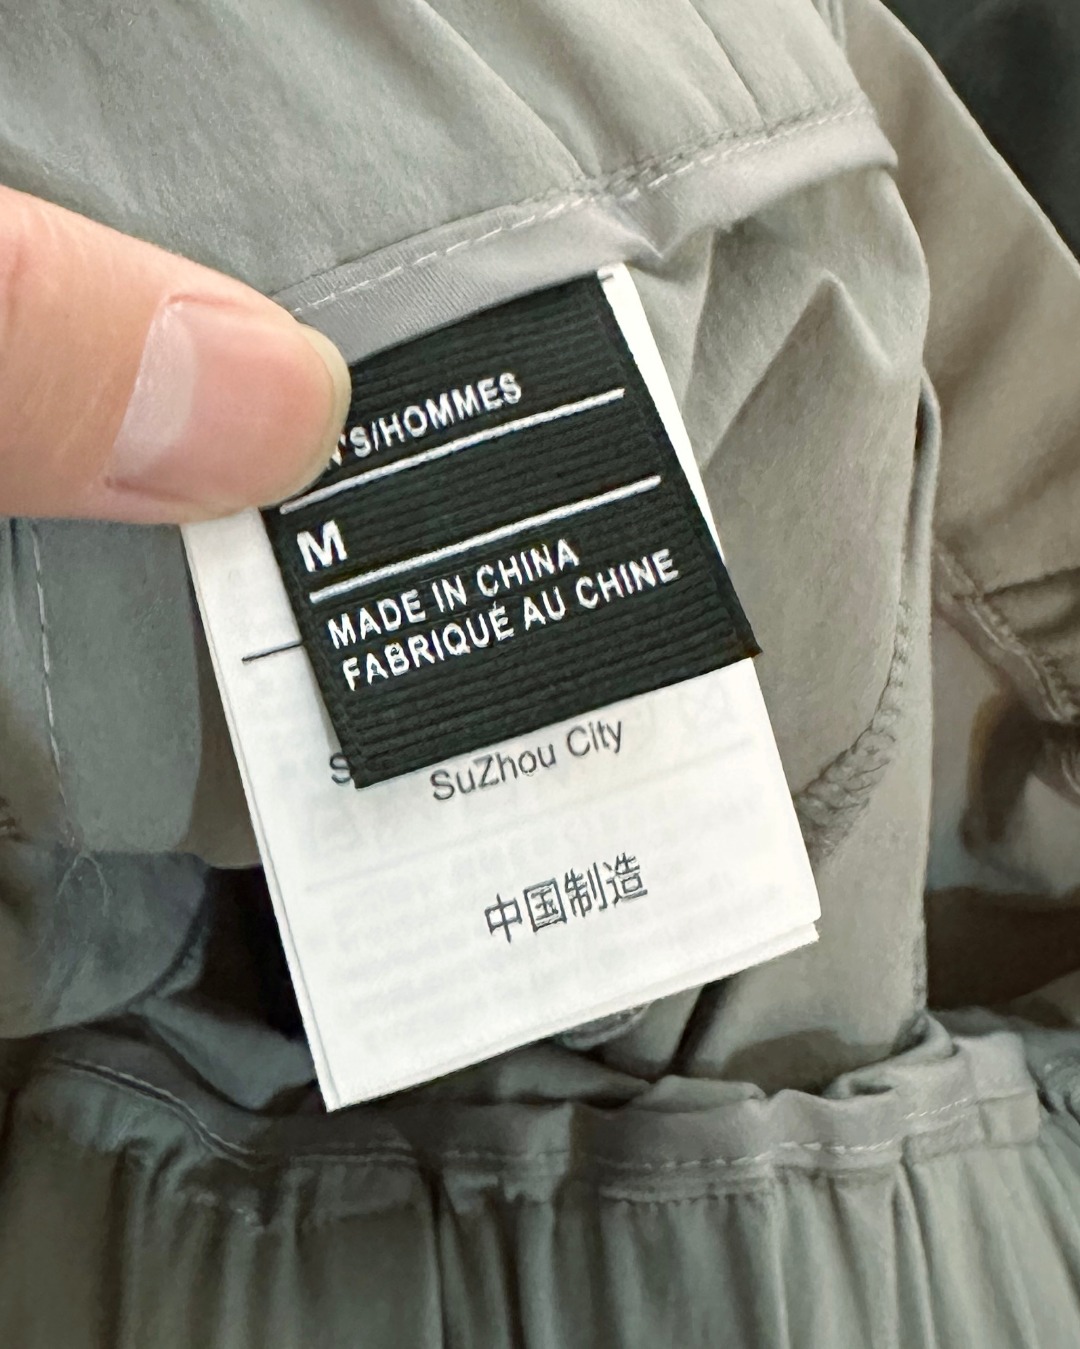 'S/HOMMES
M
MADE IN CHINA
FABRIQUÉ AU CHINE
SuZhou City
中国制造